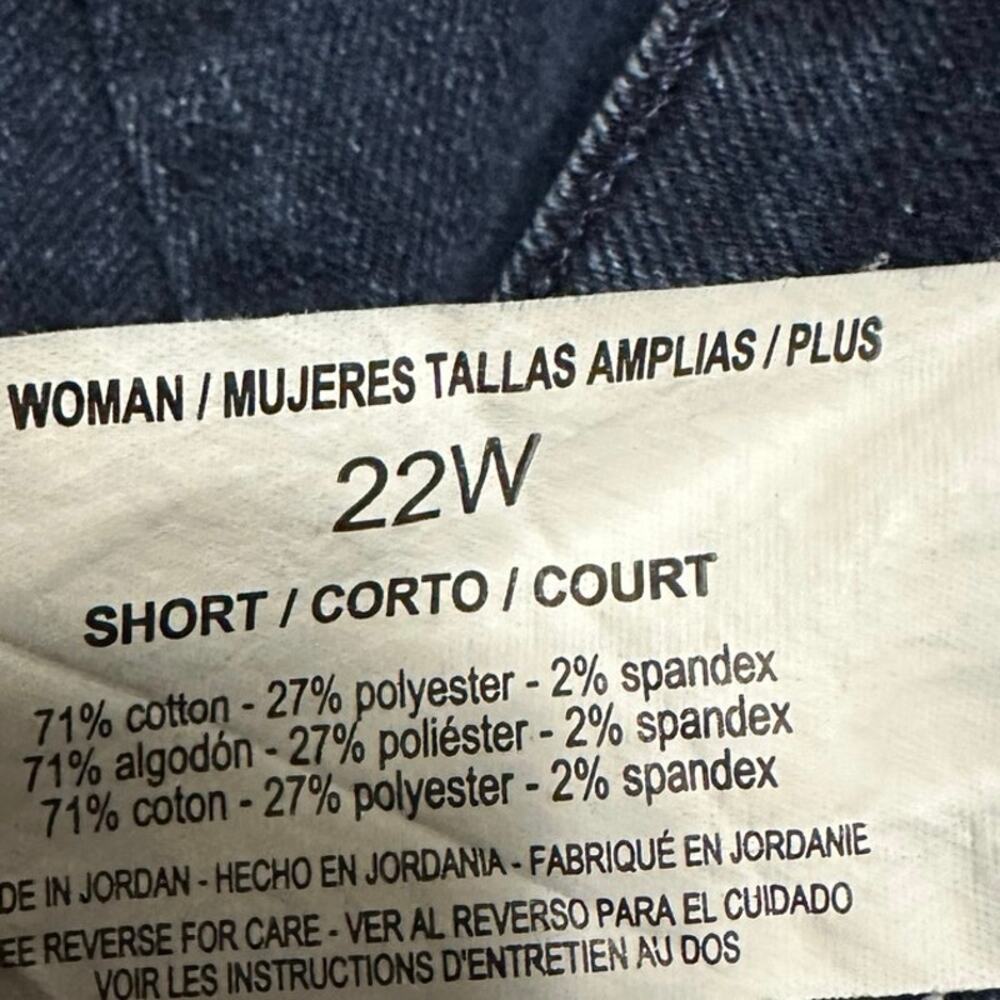 WOMAN / MUJERES TALLAS AMPLIAS / PLUS
22W
SHORT / CORTO / COURT
71% cotton - 27% polyester - 2% spandex
71% algodón - 27% poliéster - 2% spandex
71% coton - 27% polyester - 2% spandex
DE IN JORDAN - HECHO EN JORDANIA - FABRIQUÉ EN JORDANIE
EE REVERSE FOR CARE - VER AL REVERSO PARA EL CUIDADO
VOIR LES INSTRUCTIONS D'ENTRETIEN AU DOS